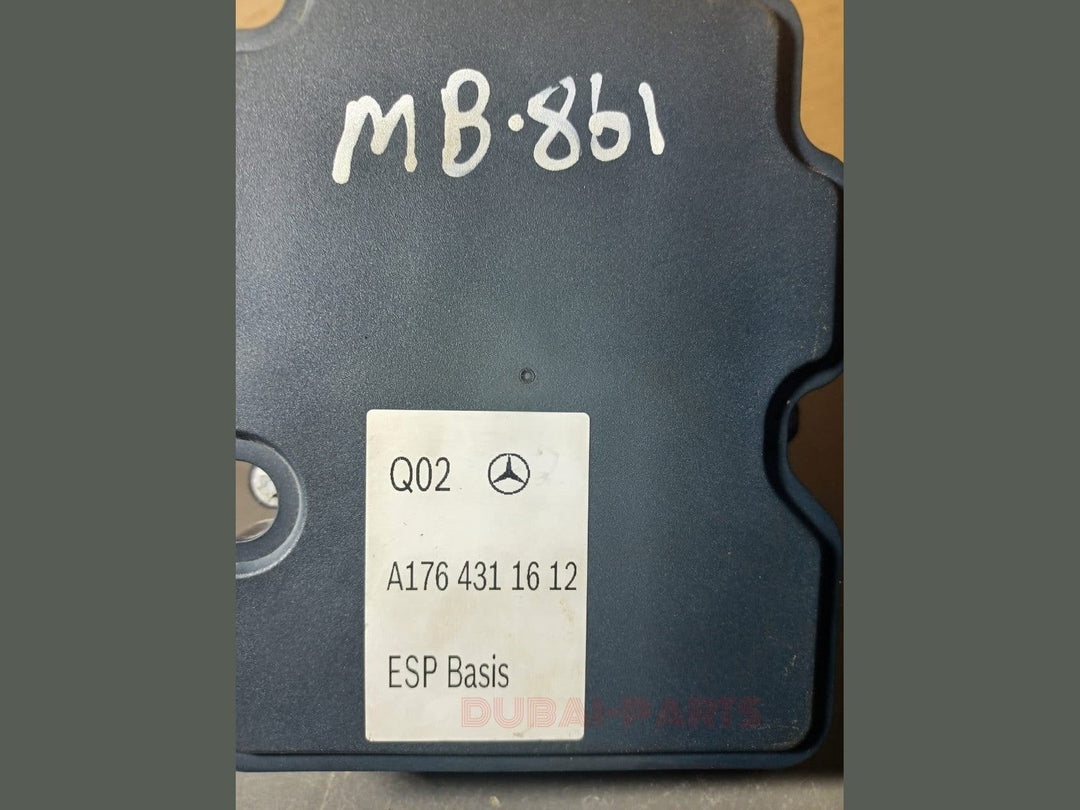 MB.861
Q02
A176 431 16 12
ESP Basis
DUBAI-PARTS